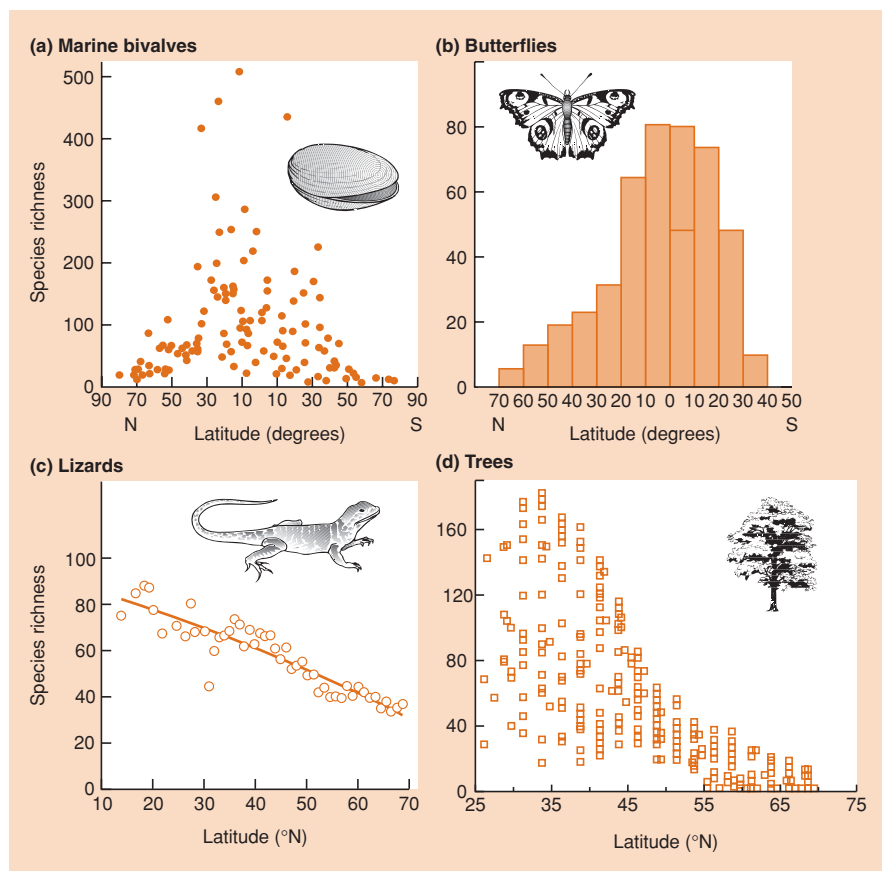 (a) Marine bivalves
500
400
300
200
100
0
Species richness
90 70 50 30 10 10 30 50 70 90
N S
Latitude (degrees)
(b) Butterflies
80
60
40
20
0
70 60 50 40 30 20 10 0 10 20 30 40 50
N S
Latitude (degrees)
(c) Lizards
100
80
60
40
20
0
Species richness
10 20 30 40 50 60 70
Latitude (°N)
(d) Trees
160
120
80
40
0
25 35 45 55 65 75
Latitude (°N)